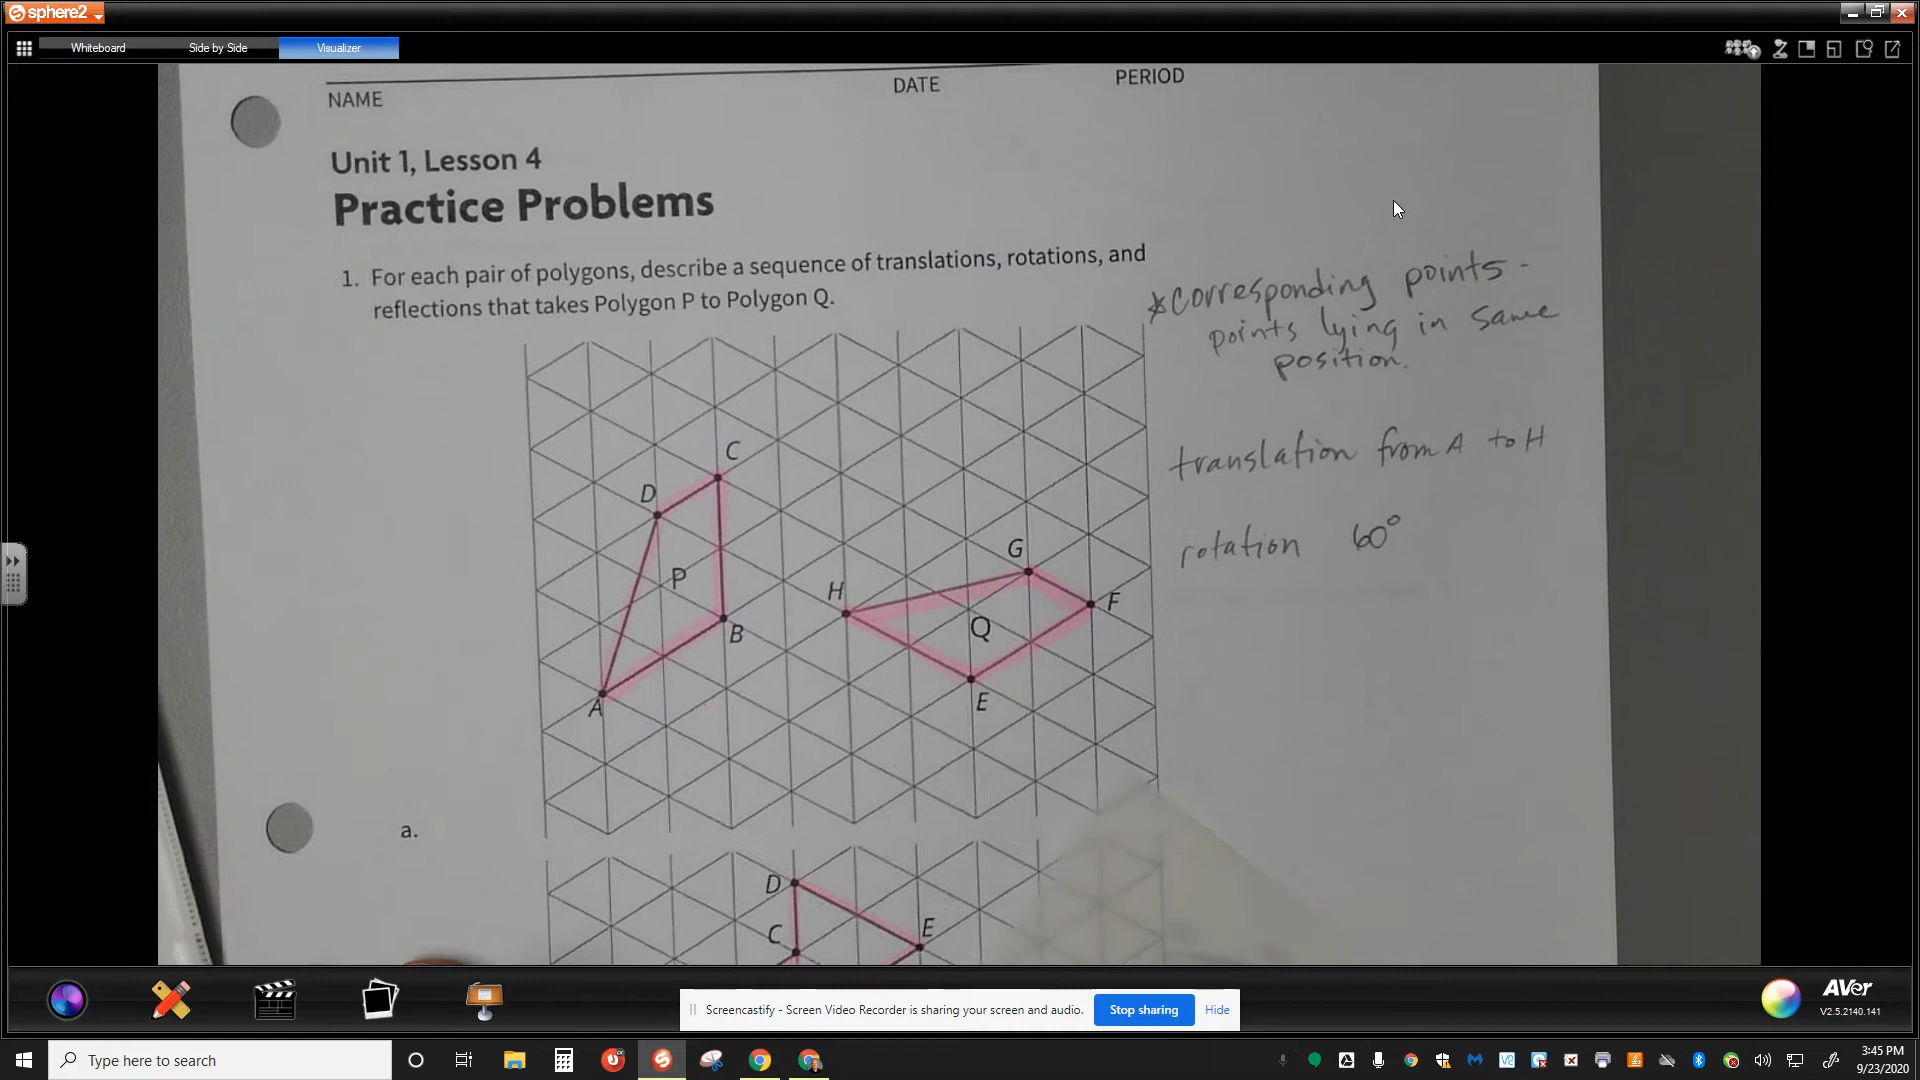 sphere2
Whiteboard
Side by Side
Visualizer
NAME
DATE
PERIOD
Unit 1, Lesson 4
Practice Problems
1. For each pair of polygons, describe a sequence of translations, rotations, and
reflections that takes Polygon P to Polygon Q.
*corresponding points -
points lying in same
position.
translation from A to H
rotation 60°
C
D
P
B
A
G
H
F
Q
E
a.
D
C
E
Screencastify - Screen Video Recorder is sharing your screen and audio.
Stop sharing
Hide
AVer
V2.5.2140.141
Type here to search
3:45 PM
9/23/2020